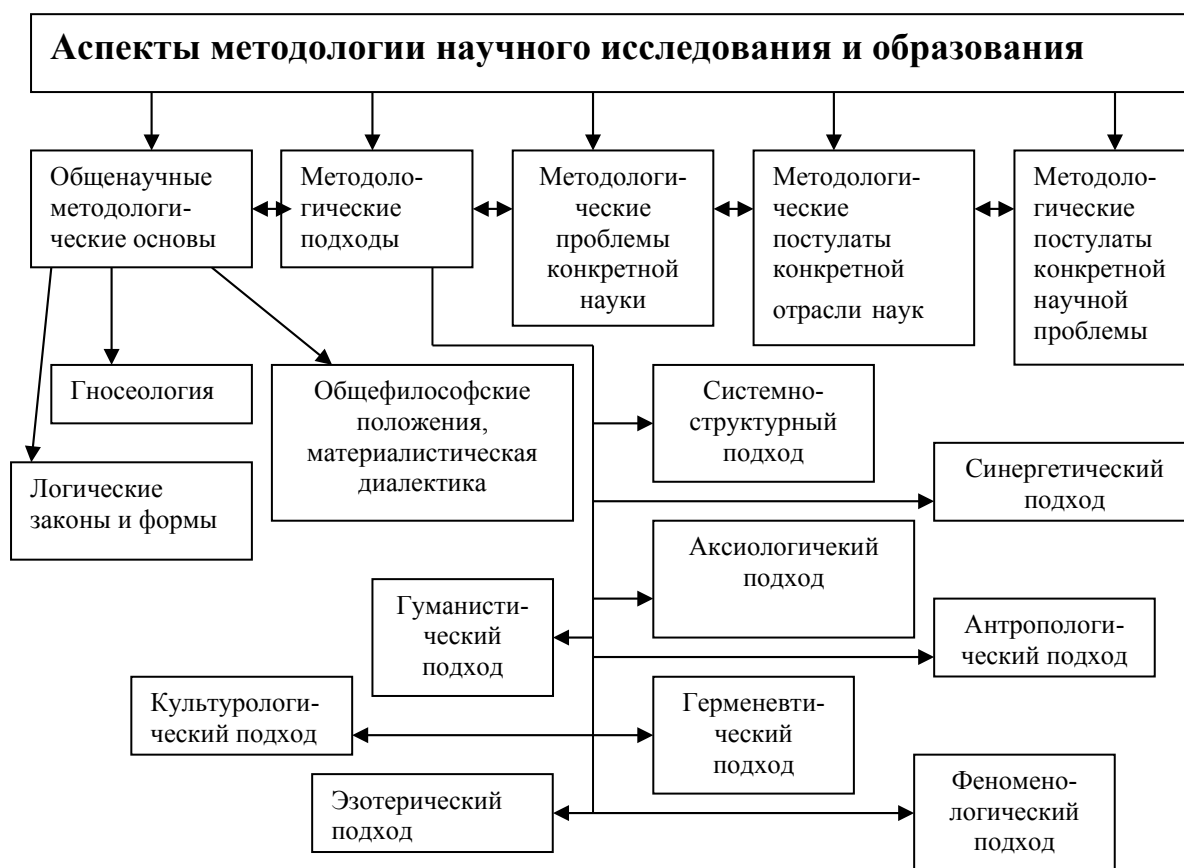 Аспекты методологии научного исследования и образования
Общенаучные
методологи-
ческие основы
Методоло-
гические
подходы
Методологи-
ческие
проблемы
конкретной
науки
Методологи-
ческие
постулаты
конкретной
отрасли наук
Методоло-
гические
постулаты
конкретной
научной
проблемы
Гносеология
Общефилософские
положения,
материалистическая
диалектика
Системно-
структурный
подход
Синергетический
подход
Логические
законы и формы
Аксиологичекий
подход
Гуманисти-
ческий
подход
Антропологи-
ческий подход
Культурологи-
ческий подход
Герменевти-
ческий
подход
Эзотерический
подход
Феномено-
логический
подход